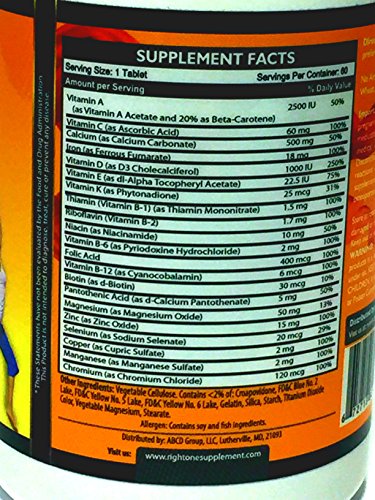 SUPPLEMENT FACTS
Serving Size: 1 Tablet Servings Per Container: 60
Amount per Serving % Daily Value
Vitamin A
(as Vitamin A Acetate and 20% as Beta-Carotene) 2500 IU 50%
Vitamin C (as Ascorbic Acid) 60 mg 100%
Calcium (as Calcium Carbonate) 500 mg 50%
Iron (as Ferrous Fumarate) 18 mg 100%
Vitamin D (as D3 Cholecalciferol) 1000 IU 250%
Vitamin E (as dl-Alpha Tocopheryl Acetate) 22.5 IU 75%
Vitamin K (as Phytonadione) 25 mcg 31%
Thiamin (Vitamin B-1) (as Thiamin Mononitrate) 1.5 mg 100%
Riboflavin (Vitamin B-2) 1.7 mg 100%
Niacin (as Niacinamide) 10 mg 50%
Vitamin B-6 (as Pyriodoxine Hydrochloride) 2 mg 100%
Folic Acid 400 mcg 100%
Vitamin B-12 (as Cyanocobalamin) 6 mcg 100%
Biotin (as d-Biotin) 30 mcg 10%
Pantothenic Acid (as d-Calcium Pantothenate) 5 mg 50%
Magnesium (as Magnesium Oxide) 50 mg 13%
Zinc (as Zinc Oxide) 15 mg 100%
Selenium (as Sodium Selenate) 20 mcg 29%
Copper (as Cupric Sulfate) 2 mg 100%
Manganese (as Manganese Sulfate) 2 mg 100%
Chromium (as Chromium Chloride) 120 mcg 100%
Other Ingredients: Vegetable Cellulose. Contains <2% of: Croapovidone, FD&C Blue No. 2
Lake, FD&C Yellow No. 5 Lake, FD&C Yellow No. 6 Lake, Gelatin, Silica, Starch, Titanium Dioxide
Color, Vegetable Magnesium, Stearate.
Allergen: Contains soy and fish ingredients.
Distributed by: ABCD Group, LLC, Lutherville, MD, 21093
Visit us: www.rightonesupplement.com
* These Statements have not been evaluated by the Food and Drug Administration
This Product is not intended to diagnose, treat, cure or prevent any disease.
WARNING
CHILDREN